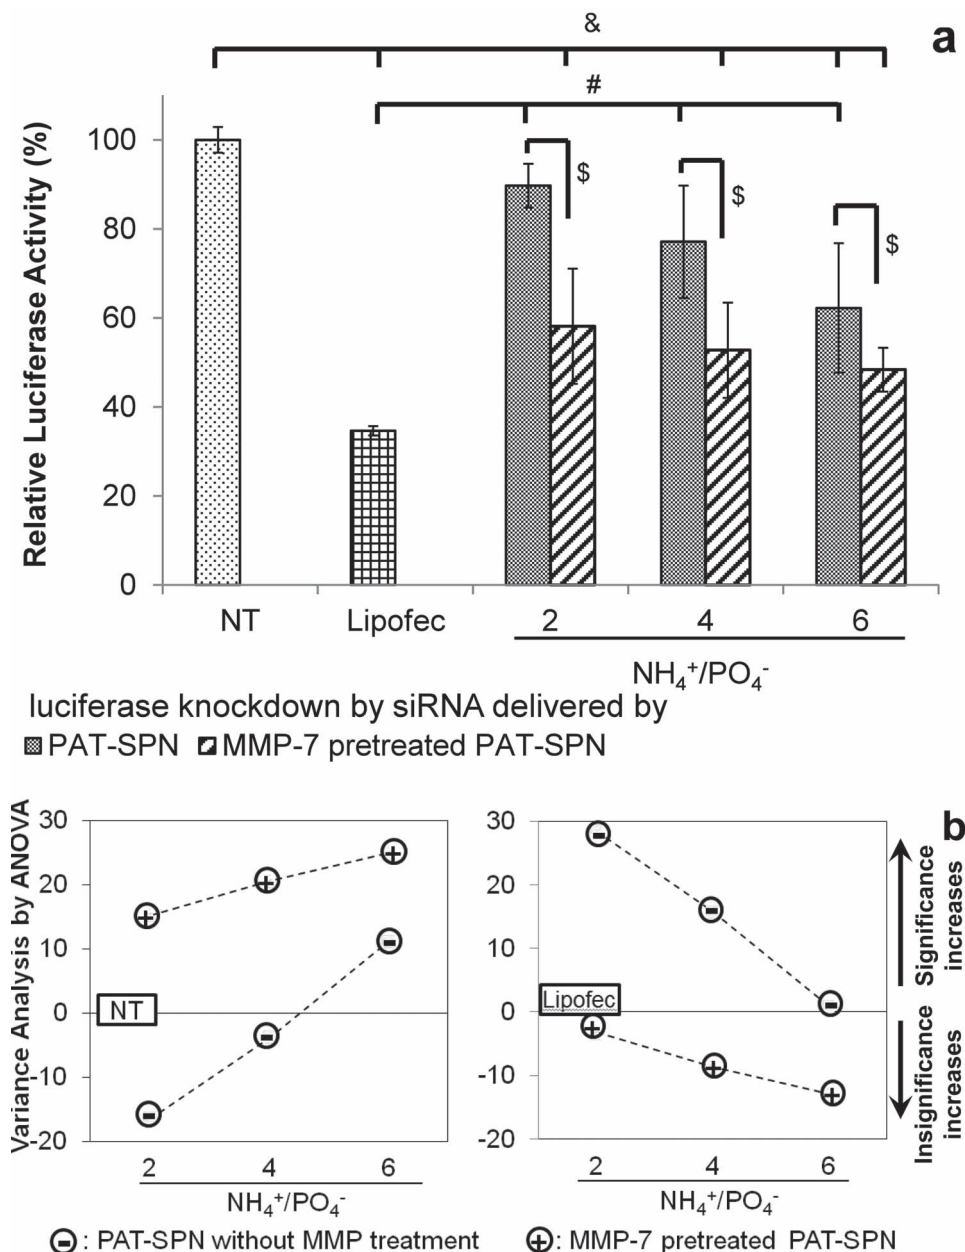 a
&
#
$
$
$
Relative Luciferase Activity (%)
100
80
60
40
20
0
NT Lipofec 2 4 6
NH₄⁺/PO₄⁻
luciferase knockdown by siRNA delivered by
PAT-SPN MMP-7 pretreated PAT-SPN
b
Variance Analysis by ANOVA
30
20
10
0
-10
-20
NT
2 4 6
NH₄⁺/PO₄⁻
30
20
10
0
-10
-20
Lipofec
2 4 6
NH₄⁺/PO₄⁻
Significance
increases
Insignificance
increases
⊖: PAT-SPN without MMP treatment ⊕: MMP-7 pretreated PAT-SPN